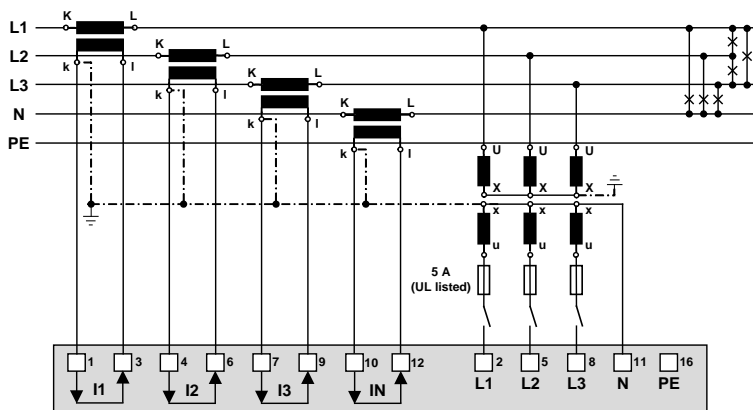 L1 K L
k l
L2 K L
k l
L3 K L
k l
N K L
k l
PE
U U U
X X X
x x x
u u u
5 A
(UL listed)
1 3 4 6 7 9 10 12 2 5 8 11 16
I1 I2 I3 IN L1 L2 L3 N PE